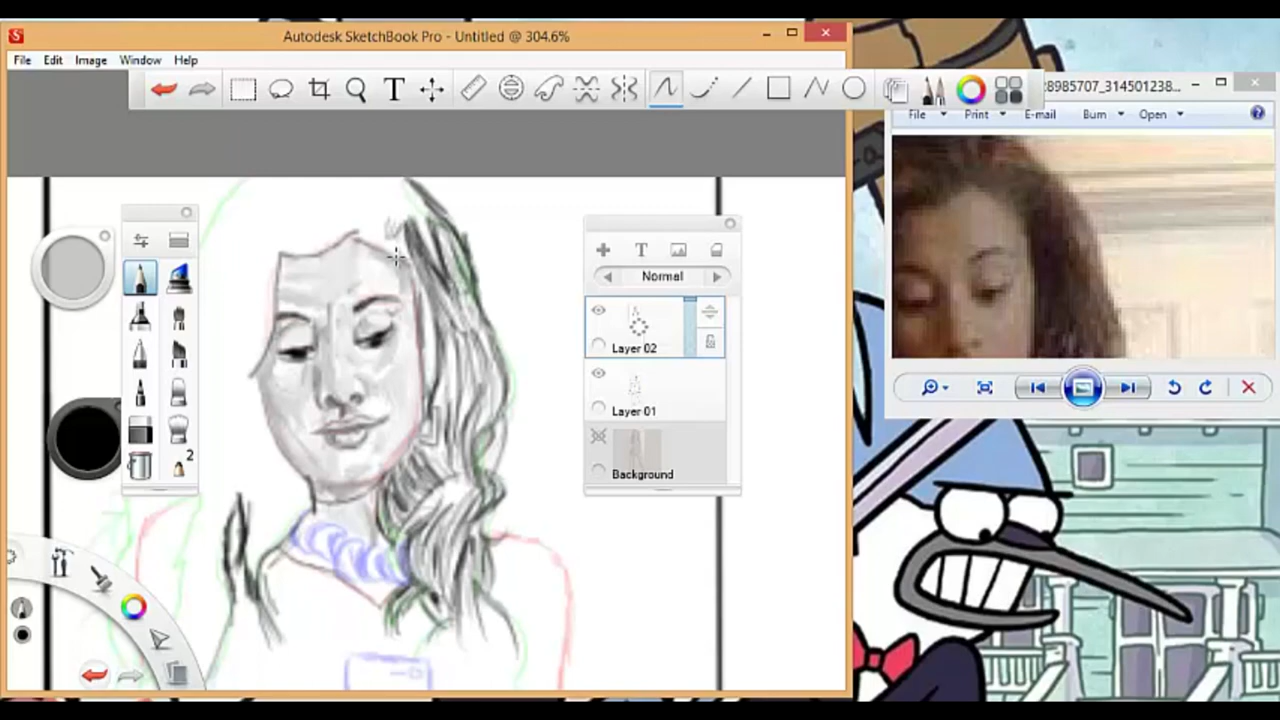 Autodesk SketchBook Pro - Untitled @ 304.6%
File Edit Image Window Help
T
28985707_314501238...
File Print E-mail Burn Open
T
Normal
Layer 02
Layer 01
Background
2